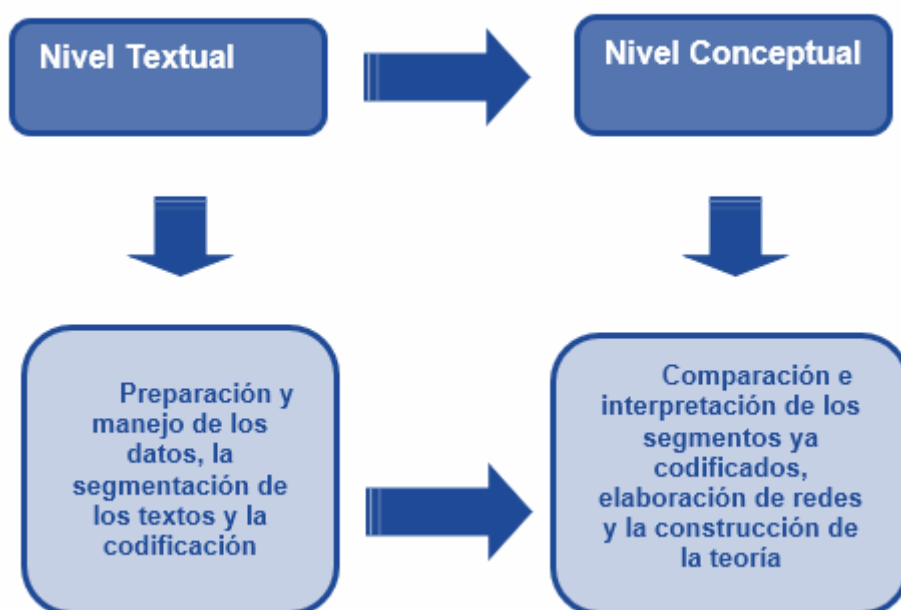 Nivel Textual
Nivel Conceptual
Preparación y
manejo de los
datos, la
segmentación de
los textos y la
codificación
Comparación e
interpretación de los
segmentos ya
codificados,
elaboración de redes
y la construcción de
la teoría